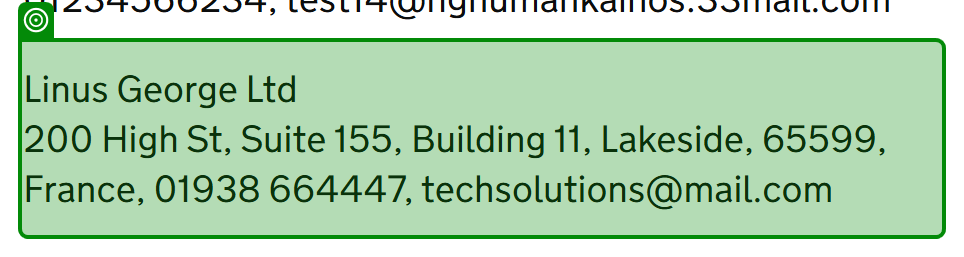 Linus George Ltd
200 High St, Suite 155, Building 11, Lakeside, 65599,
France, 01938 664447, techsolutions@mail.com